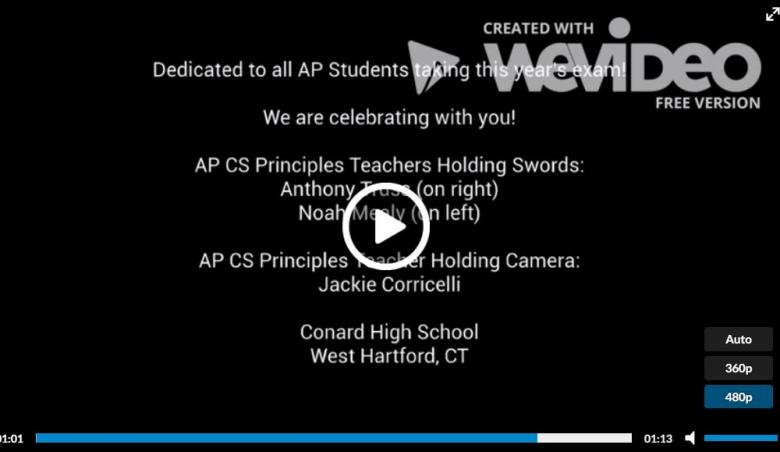 CREATED WITH
WEVIDEO
FREE VERSION
Dedicated to all AP Students taking this year's exam!
We are celebrating with you!
AP CS Principles Teachers Holding Swords:
Anthony (on right)
Noah (on left)
AP CS Principles Teacher Holding Camera:
Jackie Corricelli
Conard High School
West Hartford, CT
Auto
360p
480p
01:01
01:13